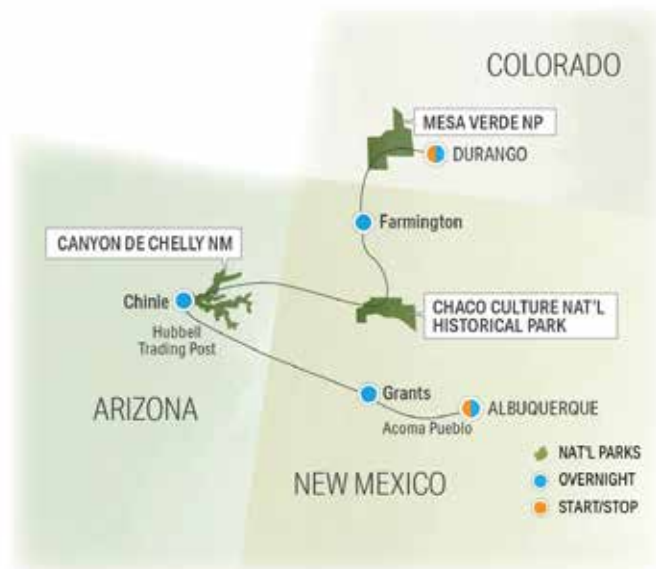 COLORADO
MESA VERDE NP
DURANGO
Farmington
CANYON DE CHELLY NM
Chinle
Hubbell
Trading Post
CHACO CULTURE NAT'L
HISTORICAL PARK
ARIZONA
Grants
ALBUQUERQUE
Acoma Pueblo
NEW MEXICO
NAT'L PARKS
OVERNIGHT
START/STOP